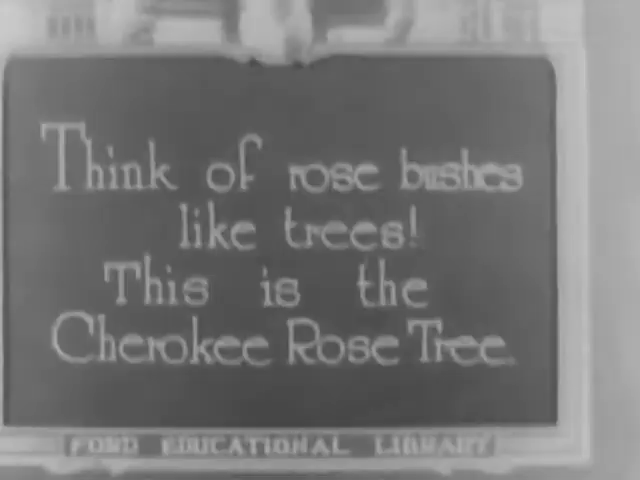 Think of rose bushes
like trees!
This is the
Cherokee Rose Tree.
FORD EDUCATIONAL LIBRARY